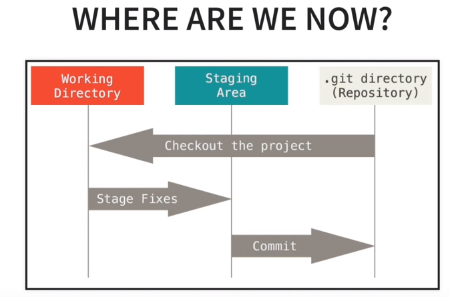 WHERE ARE WE NOW?
Working
Directory
Staging
Area
.git directory
(Repository)
Checkout the project
Stage Fixes
Commit